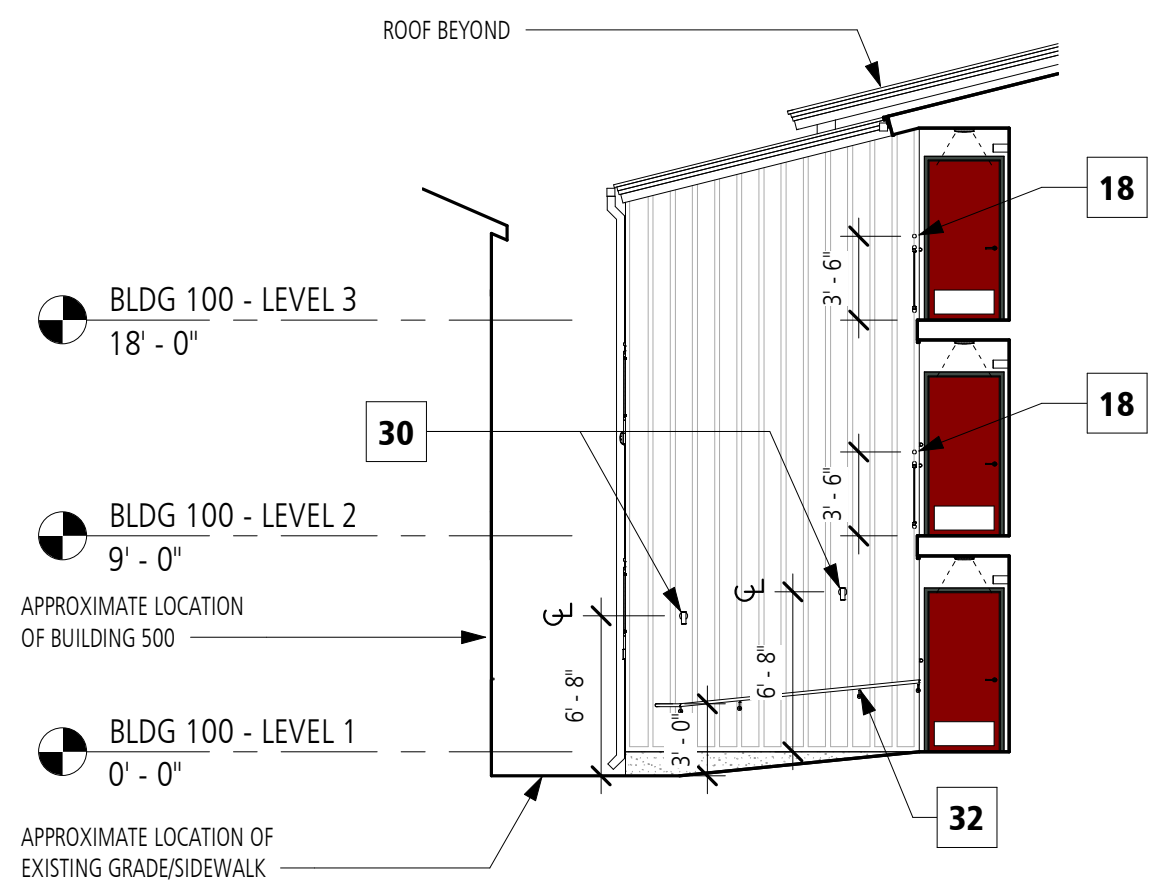 ROOF BEYOND
18
3' - 6"
BLDG 100 - LEVEL 3
18' - 0"
18
30
3' - 6"
BLDG 100 - LEVEL 2
9' - 0"
APPROXIMATE LOCATION
OF BUILDING 500
CL
CL
6' - 8"
6' - 8"
3' - 0"
BLDG 100 - LEVEL 1
0' - 0"
32
APPROXIMATE LOCATION OF
EXISTING GRADE/SIDEWALK